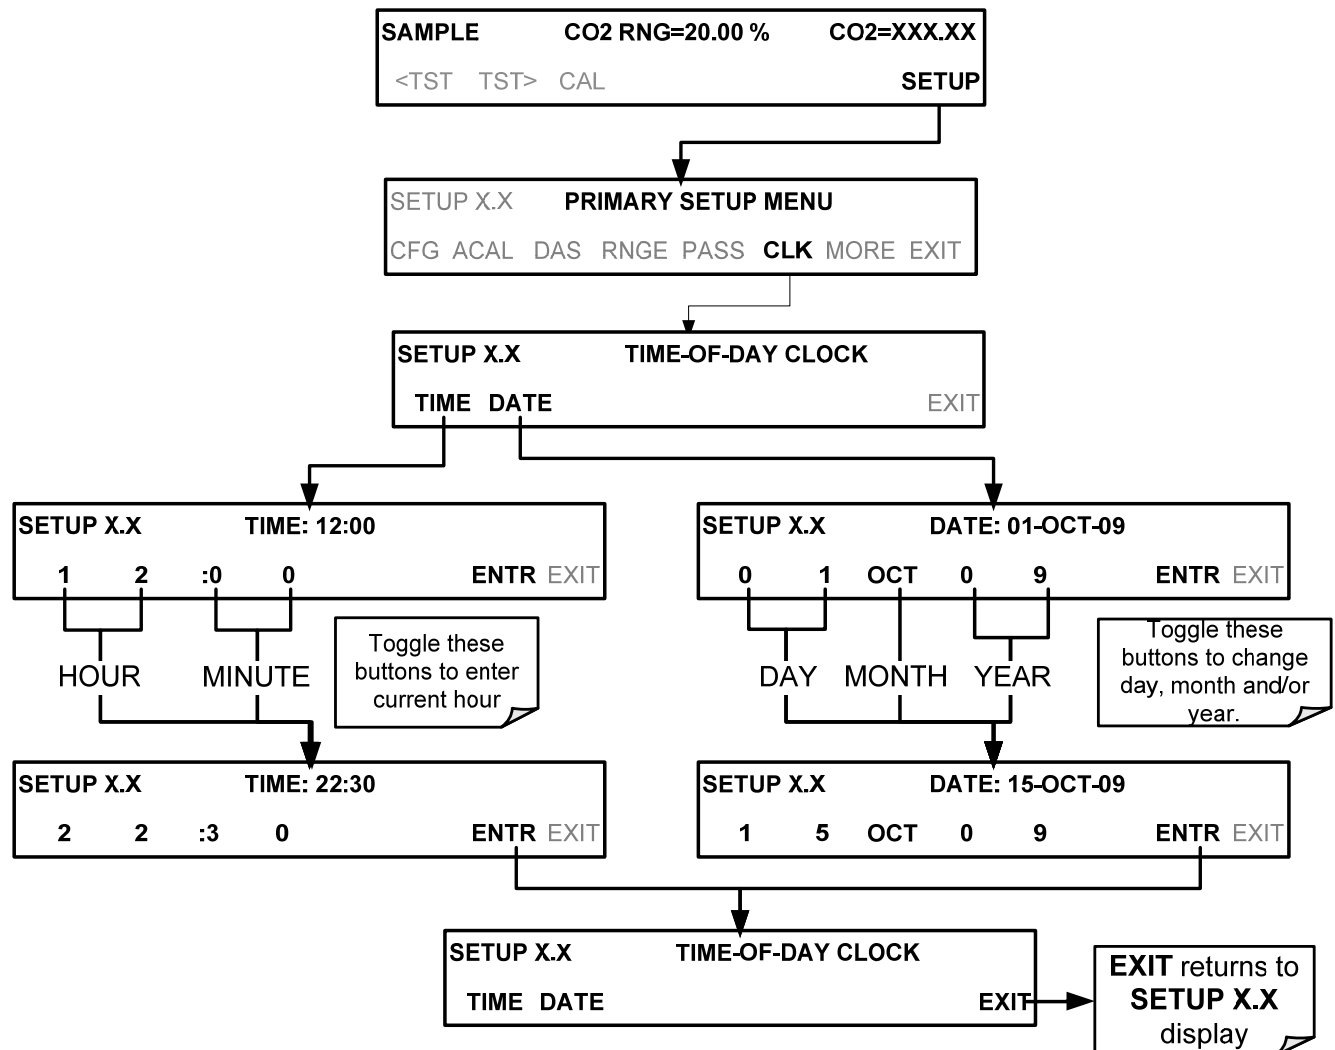 SAMPLE CO2 RNG=20.00 % CO2=XXX.XX
<TST TST> CAL SETUP
SETUP X.X PRIMARY SETUP MENU
CFG ACAL DAS RNGE PASS CLK MORE EXIT
SETUP X.X TIME-OF-DAY CLOCK
TIME DATE EXIT
SETUP X.X TIME: 12:00
1 2 :0 0 ENTR EXIT
HOUR MINUTE
Toggle these
buttons to enter
current hour
SETUP X.X TIME: 22:30
2 2 :3 0 ENTR EXIT
SETUP X.X DATE: 01-OCT-09
0 1 OCT 0 9 ENTR EXIT
DAY MONTH YEAR
Toggle these
buttons to change
day, month and/or
year.
SETUP X.X DATE: 15-OCT-09
1 5 OCT 0 9 ENTR EXIT
SETUP X.X TIME-OF-DAY CLOCK
TIME DATE EXIT
EXIT returns to
SETUP X.X
display